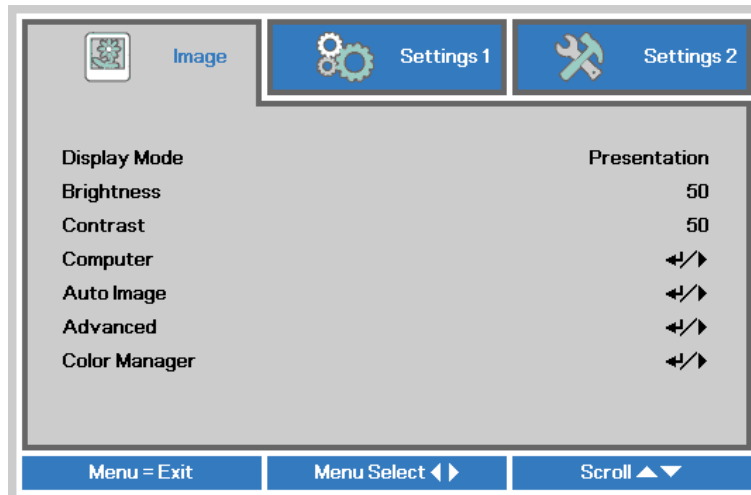 Image
Settings 1
Settings 2
Display Mode Presentation
Brightness 50
Contrast 50
Computer ↵/▶
Auto Image ↵/▶
Advanced ↵/▶
Color Manager ↵/▶
Menu = Exit
Menu Select ◀ ▶
Scroll ▲▼